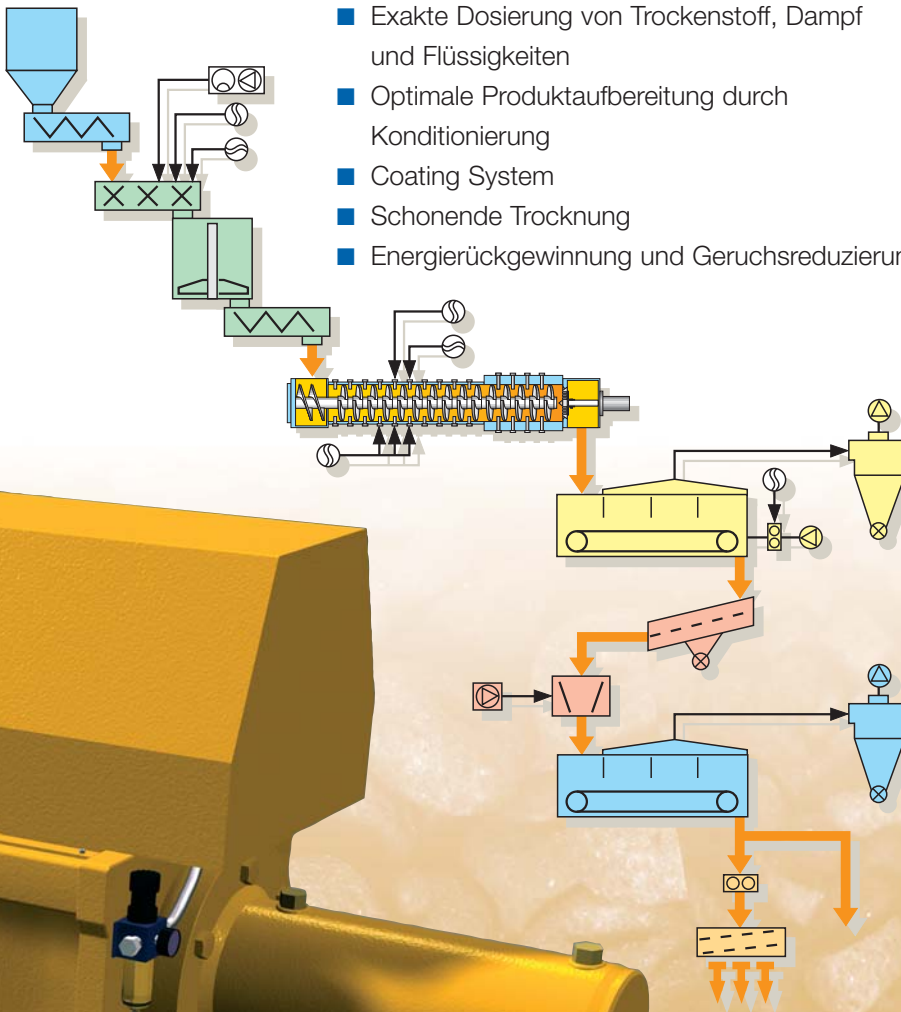 ■ Exakte Dosierung von Trockenstoff, Dampf
und Flüssigkeiten
■ Optimale Produktaufbereitung durch
Konditionierung
■ Coating System
■ Schonende Trocknung
■ Energierückgewinnung und Geruchsreduzierun